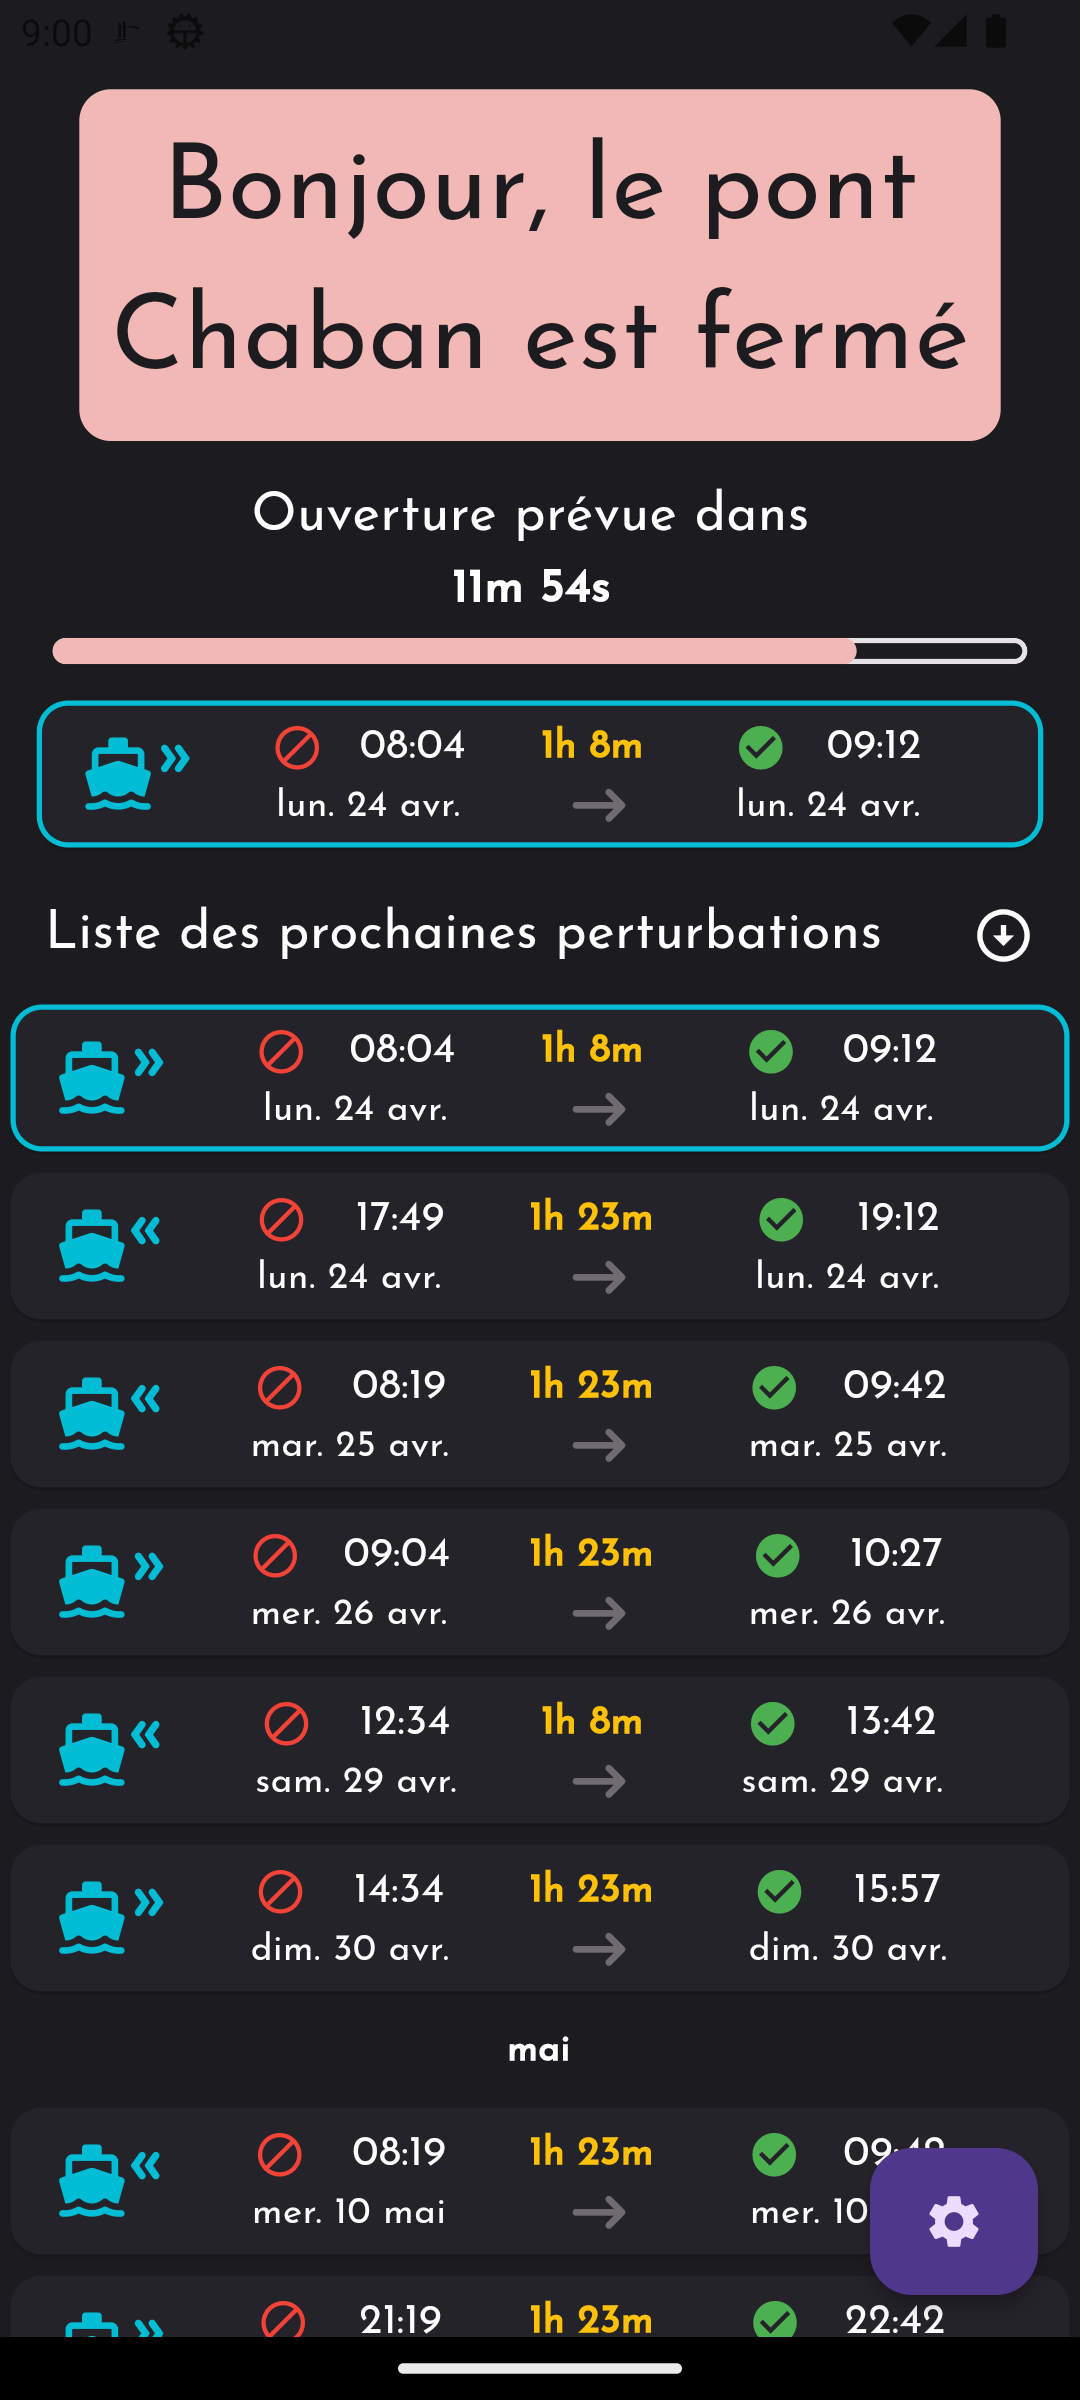 9:00
Bonjour, le pont
Chaban est fermé
Ouverture prévue dans
11m 54s
08:04 1h 8m 09:12
lun. 24 avr. lun. 24 avr.
Liste des prochaines perturbations
08:04 1h 8m 09:12
lun. 24 avr. lun. 24 avr.
17:49 1h 23m 19:12
lun. 24 avr. lun. 24 avr.
08:19 1h 23m 09:42
mar. 25 avr. mar. 25 avr.
09:04 1h 23m 10:27
mer. 26 avr. mer. 26 avr.
12:34 1h 8m 13:42
sam. 29 avr. sam. 29 avr.
14:34 1h 23m 15:57
dim. 30 avr. dim. 30 avr.
mai
08:19 1h 23m 09:42
mer. 10 mai mer. 10
21:19 1h 23m 22:42